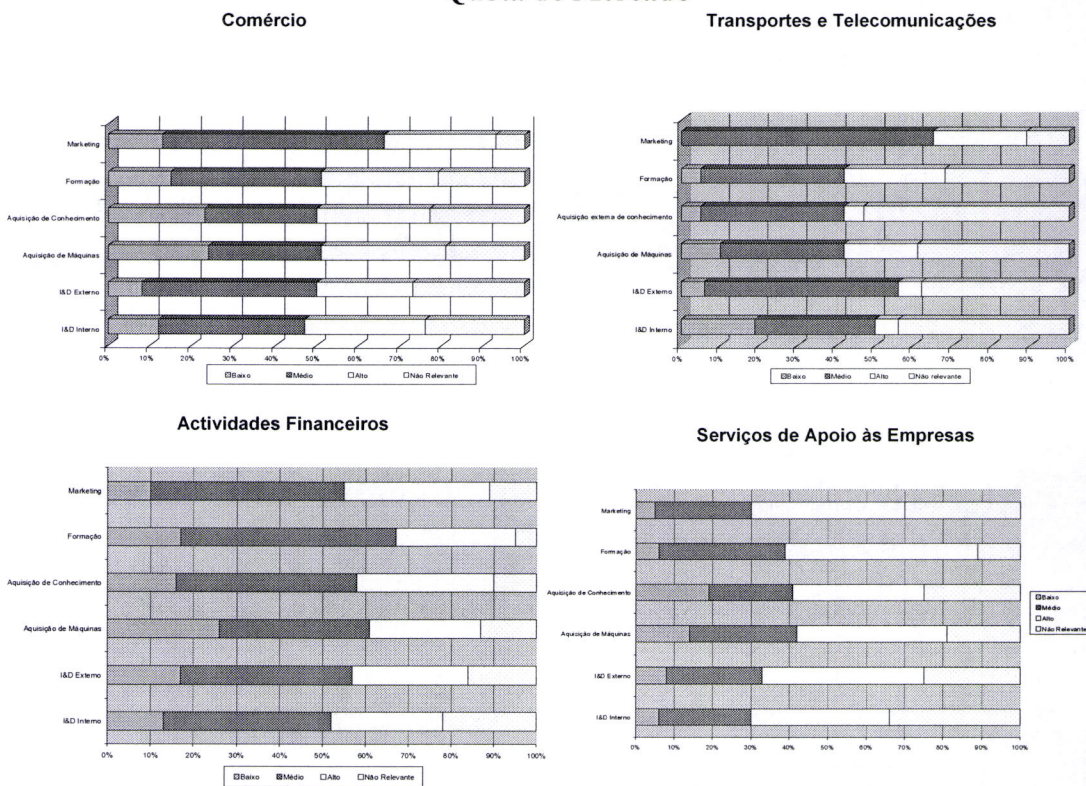 Comércio
Marketing
Formação
Aquisição de Conhecimento
Aquisição de Máquinas
I&D Externo
I&D Interno
0% 10% 20% 30% 40% 50% 60% 70% 80% 90% 100%
Baixo Médio Alto Não Relevante
Transportes e Telecomunicações
Marketing
Formação
Aquisição externa de conhecimento
Aquisição de Máquinas
I&D Externo
I&D Interno
0% 10% 20% 30% 40% 50% 60% 70% 80% 90% 100%
Baixo Médio Alto Não relevante
Actividades Financeiros
Marketing
Formação
Aquisição de Conhecimento
Aquisição de Máquinas
I&D Externo
I&D Interno
0% 10% 20% 30% 40% 50% 60% 70% 80% 90% 100%
Baixo Médio Alto Não Relevante
Serviços de Apoio às Empresas
Marketing
Formação
Aquisição de Conhecimento
Aquisição de Máquinas
I&D Externo
I&D Interno
0% 10% 20% 30% 40% 50% 60% 70% 80% 90% 100%
Baixo
Médio
Alto
Não Relevante